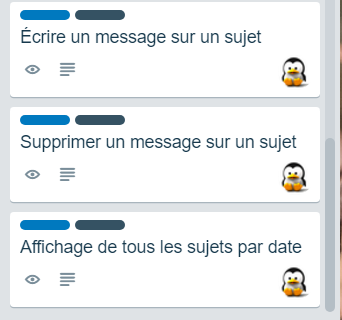 Écrire un message sur un sujet
Supprimer un message sur un sujet
Affichage de tous les sujets par date